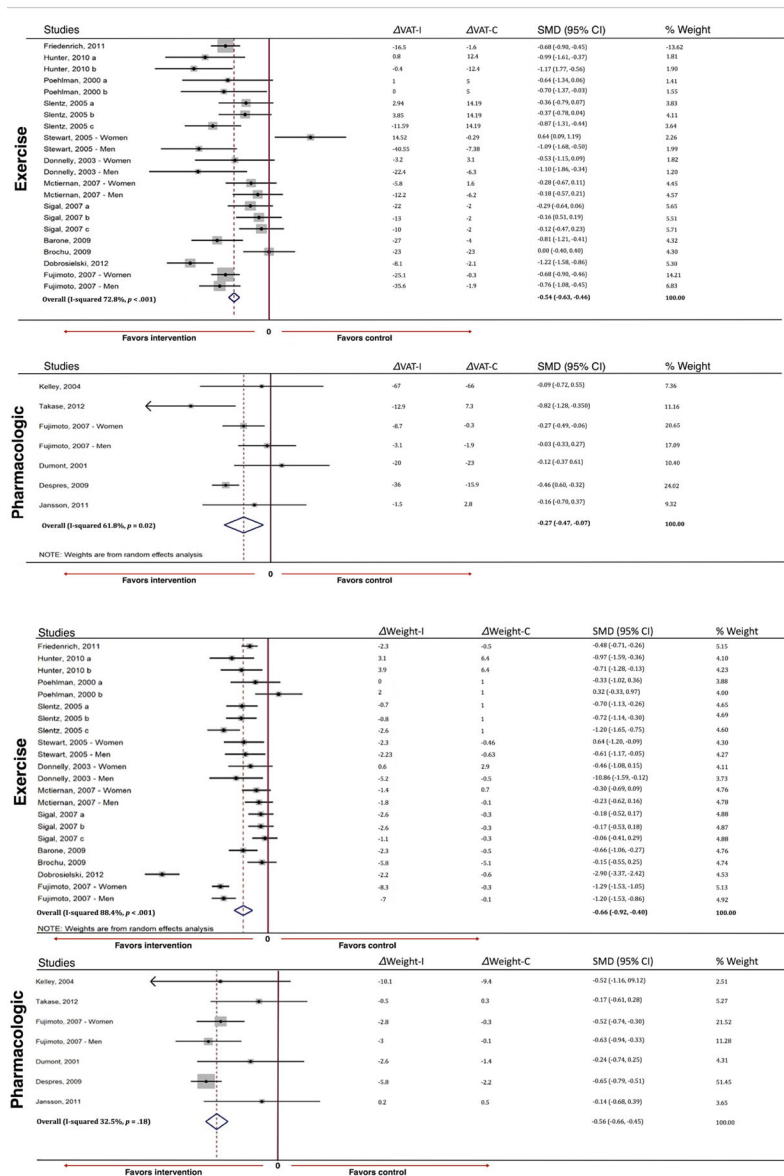 Studies ΔVAT-I ΔVAT-C SMD (95% CI) % Weight
Exercise
Friedenrich, 2011 -16.5 -1.6 -0.68 (-0.90, -0.45) -13.62
Hunter, 2010 a 0.8 12.4 -0.99 (-1.61,-0.37) 1.81
Hunter, 2010 b -0.4 -12.4 -1.17 (1.77, -0.56) 1.90
Poehlman, 2000 a 1 5 -0.64 (-1.34, 0.06) 1.41
Poehlman, 2000 b 0 5 -0.70 (-1.37, -0.03) 1.55
Slentz, 2005 a 2.94 14.19 -0.36 (-0.79, 0.07) 3.83
Slentz, 2005 b 3.85 14.19 -0.37 (-0.78, 0.04) 4.11
Slentz, 2005 c -11.59 14.19 -0.87 (-1.31, -0.44) 3.64
Stewart, 2005 - Women 14.52 -0.29 0.64 (0.09, 1.19) 2.26
Stewart, 2005 - Men -40.55 -7.38 -1.09 (-1.68, -0.50) 1.99
Donnelly, 2003 - Women -3.2 3.1 -0.53 (-1.15, 0.09) 1.82
Donnelly, 2003 - Men -22.4 -6.3 -1.10 (-1.86, -0.34) 1.20
Mctiernan, 2007 - Women -5.8 1.6 -0.28 (-0.67, 0.11) 4.45
Mctiernan, 2007 - Men -12.2 -6.2 -0.18 (-0.57, 0.21) 4.57
Sigal, 2007 a -22 -2 -0.29 (-0.64, 0.06) 5.65
Sigal, 2007 b -13 -2 -0.16 (0.51, 0.19) 5.51
Sigal, 2007 c -10 -2 -0.12 (-0.47, 0.23) 5.71
Barone, 2009 -27 -4 -0.81 (-1.21, -0.41) 4.32
Brochu, 2009 -23 -23 0.00 (-0.40, 0.40) 4.30
Dobrosielski, 2012 -8.1 -2.1 -1.22 (-1.58, -0.86) 5.30
Fujimoto, 2007 - Women -25.1 -0.3 -0.68 (-0.90, -0.46) 14.21
Fujimoto, 2007 - Men -35.6 -1.9 -0.76 (-1.08, -0.45) 6.83
Overall (I-squared 72.8%, p < .001) -0.54 (-0.63, -0.46) 100.00
Favors intervention 0 Favors control
Studies ΔVAT-I ΔVAT-C SMD (95% CI) % Weight
Pharmacologic
Kelley, 2004 -67 -66 -0.09 (-0.72, 0.55) 7.36
Takase, 2012 -12.9 7.3 -0.82 (-1.28, -0.350) 11.16
Fujimoto, 2007 - Women -8.7 -0.3 -0.27 (-0.49, -0.06) 20.65
Fujimoto, 2007 - Men -3.1 -1.9 -0.03 (-0.33, 0.27) 17.09
Dumont, 2001 -20 -23 -0.12 (-0.37 0.61) 10.40
Despres, 2009 -36 -15.9 -0.46 (0.60, -0.32) 24.02
Jansson, 2011 -1.5 2.8 -0.16 (-0.70, 0.37) 9.32
Overall (I-squared 61.8%, p = 0.02) -0.27 (-0.47, -0.07) 100.00
NOTE: Weights are from random effects analysis
Favors intervention 0 Favors control
Studies ΔWeight-I ΔWeight-C SMD (95% CI) % Weight
Exercise
Friedenrich, 2011 -2.3 -0.5 -0.48 (-0.71, -0.26) 5.15
Hunter, 2010 a 3.1 6.4 -0.97 (-1.59, -0.36) 4.10
Hunter, 2010 b 3.9 6.4 -0.71 (-1.28, -0.13) 4.23
Poehlman, 2000 a 0 1 -0.33 (-1.02, 0.36) 3.88
Poehlman, 2000 b 2 1 0.32 (-0.33, 0.97) 4.00
Slentz, 2005 a -0.7 1 -0.70 (-1.13, -0.26) 4.65
Slentz, 2005 b -0.8 1 -0.72 (-1.14, -0.30) 4.69
Slentz, 2005 c -2.6 1 -1.20 (-1.65, -0.75) 4.60
Stewart, 2005 - Women -2.3 -0.46 0.64 (-1.20, -0.09) 4.30
Stewart, 2005 - Men -2.23 -0.63 -0.61 (-1.17, -0.05) 4.27
Donnelly, 2003 - Women 0.6 2.9 -0.46 (-1.08, 0.15) 4.11
Donnelly, 2003 - Men -5.2 -0.5 -10.86 (-1.59, -0.12) 3.73
Mctiernan, 2007 - Women -1.4 0.7 -0.30 (-0.69, 0.09) 4.76
Mctiernan, 2007 - Men -1.8 -0.1 -0.23 (-0.62, 0.16) 4.78
Sigal, 2007 a -2.6 -0.3 -0.18 (-0.52, 0.17) 4.88
Sigal, 2007 b -2.6 -0.3 -0.17 (-0.53, 0.18) 4.87
Sigal, 2007 c -1.1 -0.3 -0.06 (-0.41, 0.29) 4.88
Barone, 2009 -2.3 -0.5 -0.66 (-1.06, -0.27) 4.76
Brochu, 2009 -5.8 -5.1 -0.15 (-0.55, 0.25) 4.74
Dobrosielski, 2012 -2.2 -0.6 -2.90 (-3.37, -2.42) 4.53
Fujimoto, 2007 - Women -8.3 -0.3 -1.29 (-1.53, -1.05) 5.13
Fujimoto, 2007 - Men -7 -0.1 -1.20 (-1.53, -0.86) 4.92
Overall (I-squared 88.4%, p < .001) -0.66 (-0.92, -0.40) 100.00
NOTE: Weights are from random effects analysis
Favors intervention 0 Favors control
Studies ΔWeight-I ΔWeight-C SMD (95% CI) % Weight
Pharmacologic
Kelley, 2004 -10.1 -9.4 -0.52 (-1.16, 09.12) 2.51
Takase, 2012 -0.5 0.3 -0.17 (-0.61, 0.28) 5.27
Fujimoto, 2007 - Women -2.8 -0.3 -0.52 (-0.74, -0.30) 21.52
Fujimoto, 2007 - Men -3 -0.1 -0.63 (-0.94, -0.33) 11.28
Dumont, 2001 -2.6 -1.4 -0.24 (-0.74, 0.25) 4.31
Despres, 2009 -5.8 -2.2 -0.65 (-0.79, -0.51) 51.45
Jansson, 2011 0.2 0.5 -0.14 (-0.68, 0.39) 3.65
Overall (I-squared 32.5%, p = .18) -0.56 (-0.66, -0.45) 100.00
Favors intervention 0 Favors control